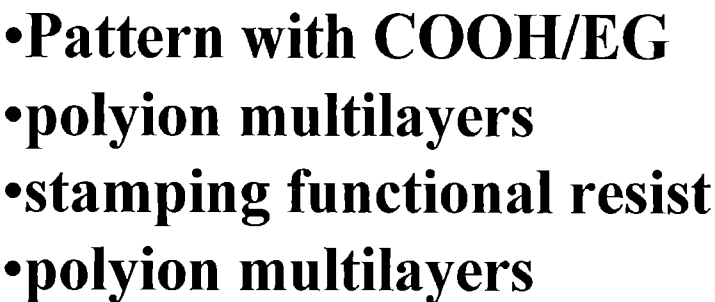 •Pattern with COOH/EG
•polyion multilayers
•stamping functional resist
•polyion multilayers